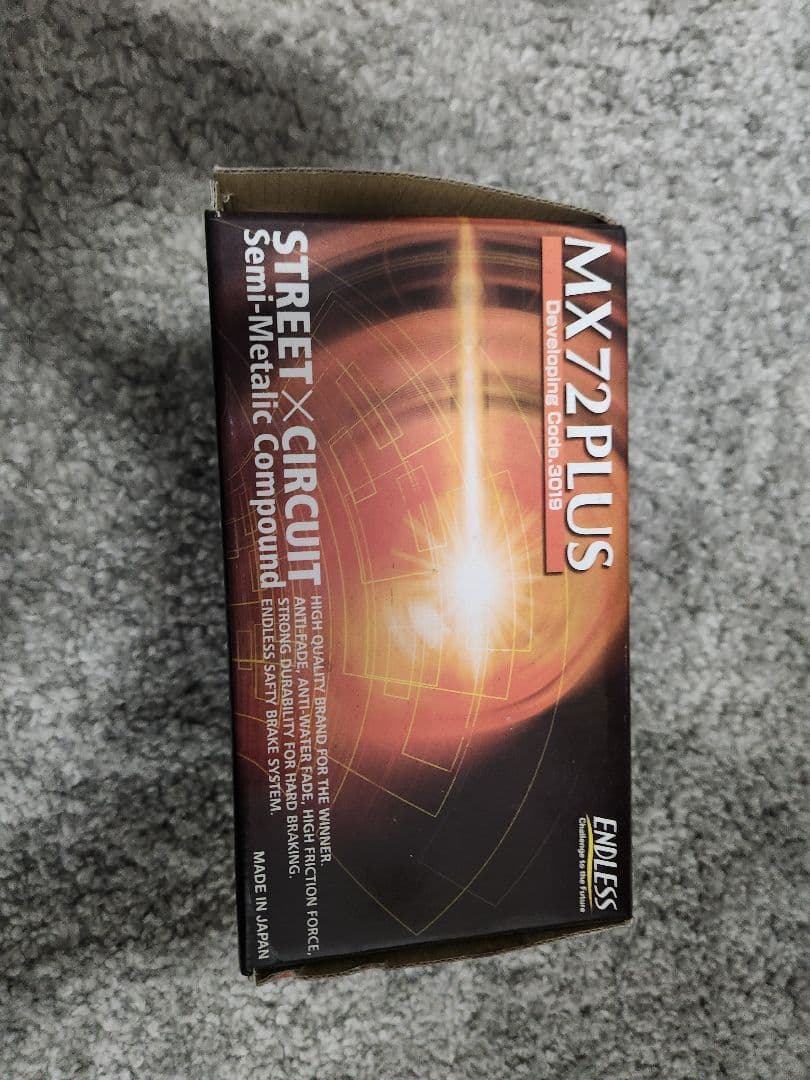 MX72PLUS
Developing Code.3019
ENDLESS
Challenge to the Future
STREET×CIRCUIT
Semi-Metalic Compound
HIGH QUALITY BRAND FOR THE WINNER.
ANTI-FADE, ANTI-WATER FADE, HIGH FRICTION FORCE,
STRONG DURABILITY FOR HARD BRAKING.
ENDLESS SAFTY BRAKE SYSTEM.
MADE IN JAPAN